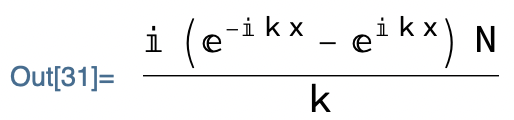 Out[31]= ⅈ (ⅇ^(-ⅈ k x) - ⅇ^(ⅈ k x)) N
k